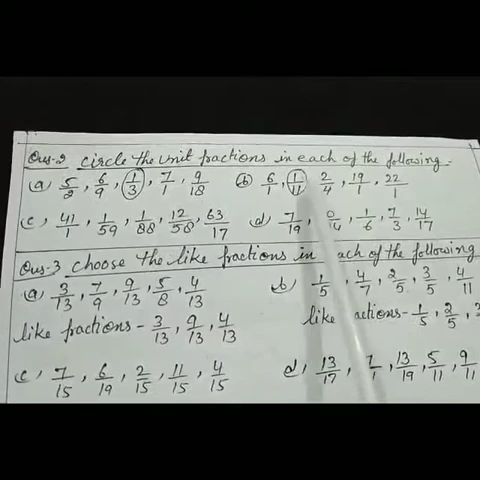 Ous-2 circle the unit fractions in each of the following-
(a) 5/2, 6/9, 1/3, 7/1, 9/18 (b) 6/1, 1/11, 2/4, 19/1, 22/1
c, 41/1, 1/59, 1/88, 12/58, 63/17 d, 7/19, 0/4, 1/6, 7/3, 14/17
Ous-3 choose the like fractions in each of the following
(a) 3/13, 7/9, 9/13, 5/8, 4/13 b) 1/5, 4/7, 2/5, 3/5, 4/11
like fractions - 3/13, 9/13, 4/13 like fractions - 1/5, 2/5,
c, 7/15, 6/19, 2/15, 11/15, 4/15 d, 13/17, 7/1, 13/19, 5/11, 9/11